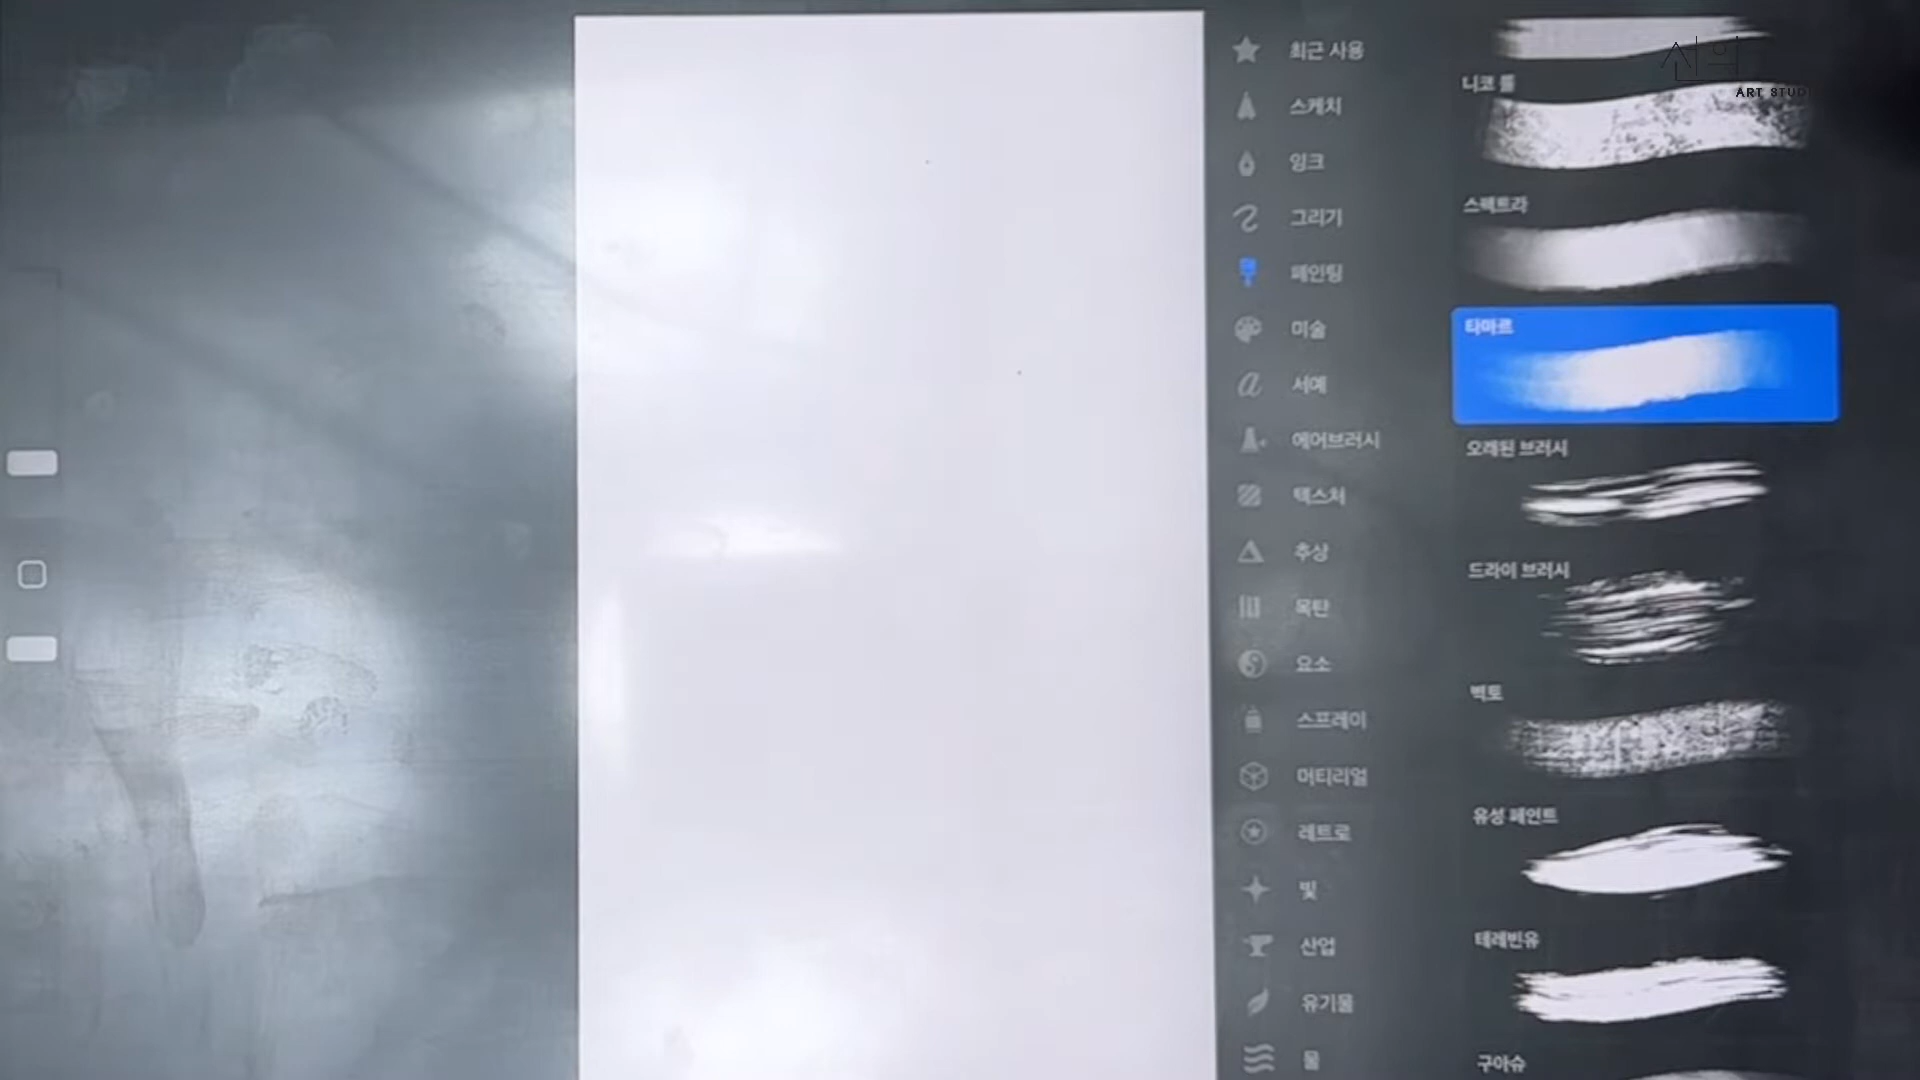 최근 사용
스케치
잉크
그리기
페인팅
미술
서예
에어브러시
텍스처
추상
목탄
요소
스프레이
머티리얼
레트로
빛
산업
유기물
물
니코 롤
스펙트라
타마르
오래된 브러시
드라이 브러시
벽토
유성 페인트
테레빈유
구아슈
ART STUDI